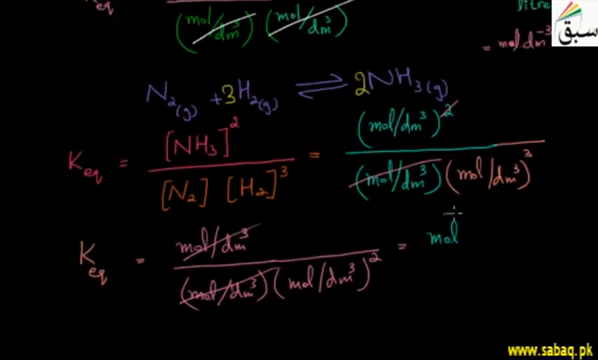 eq
(mol/dm³) (mol/dm³)
litre
سبق
= mol dm⁻³
N₂(g) + 3H₂(g) ⇌ 2NH₃(g)
Keq = [NH₃]² / [N₂] [H₂]³ = (mol/dm³)² / (mol/dm³) (mol/dm³)³
Keq = mol/dm³ / (mol/dm³) (mol/dm³)² = mol
www.sabaq.pk